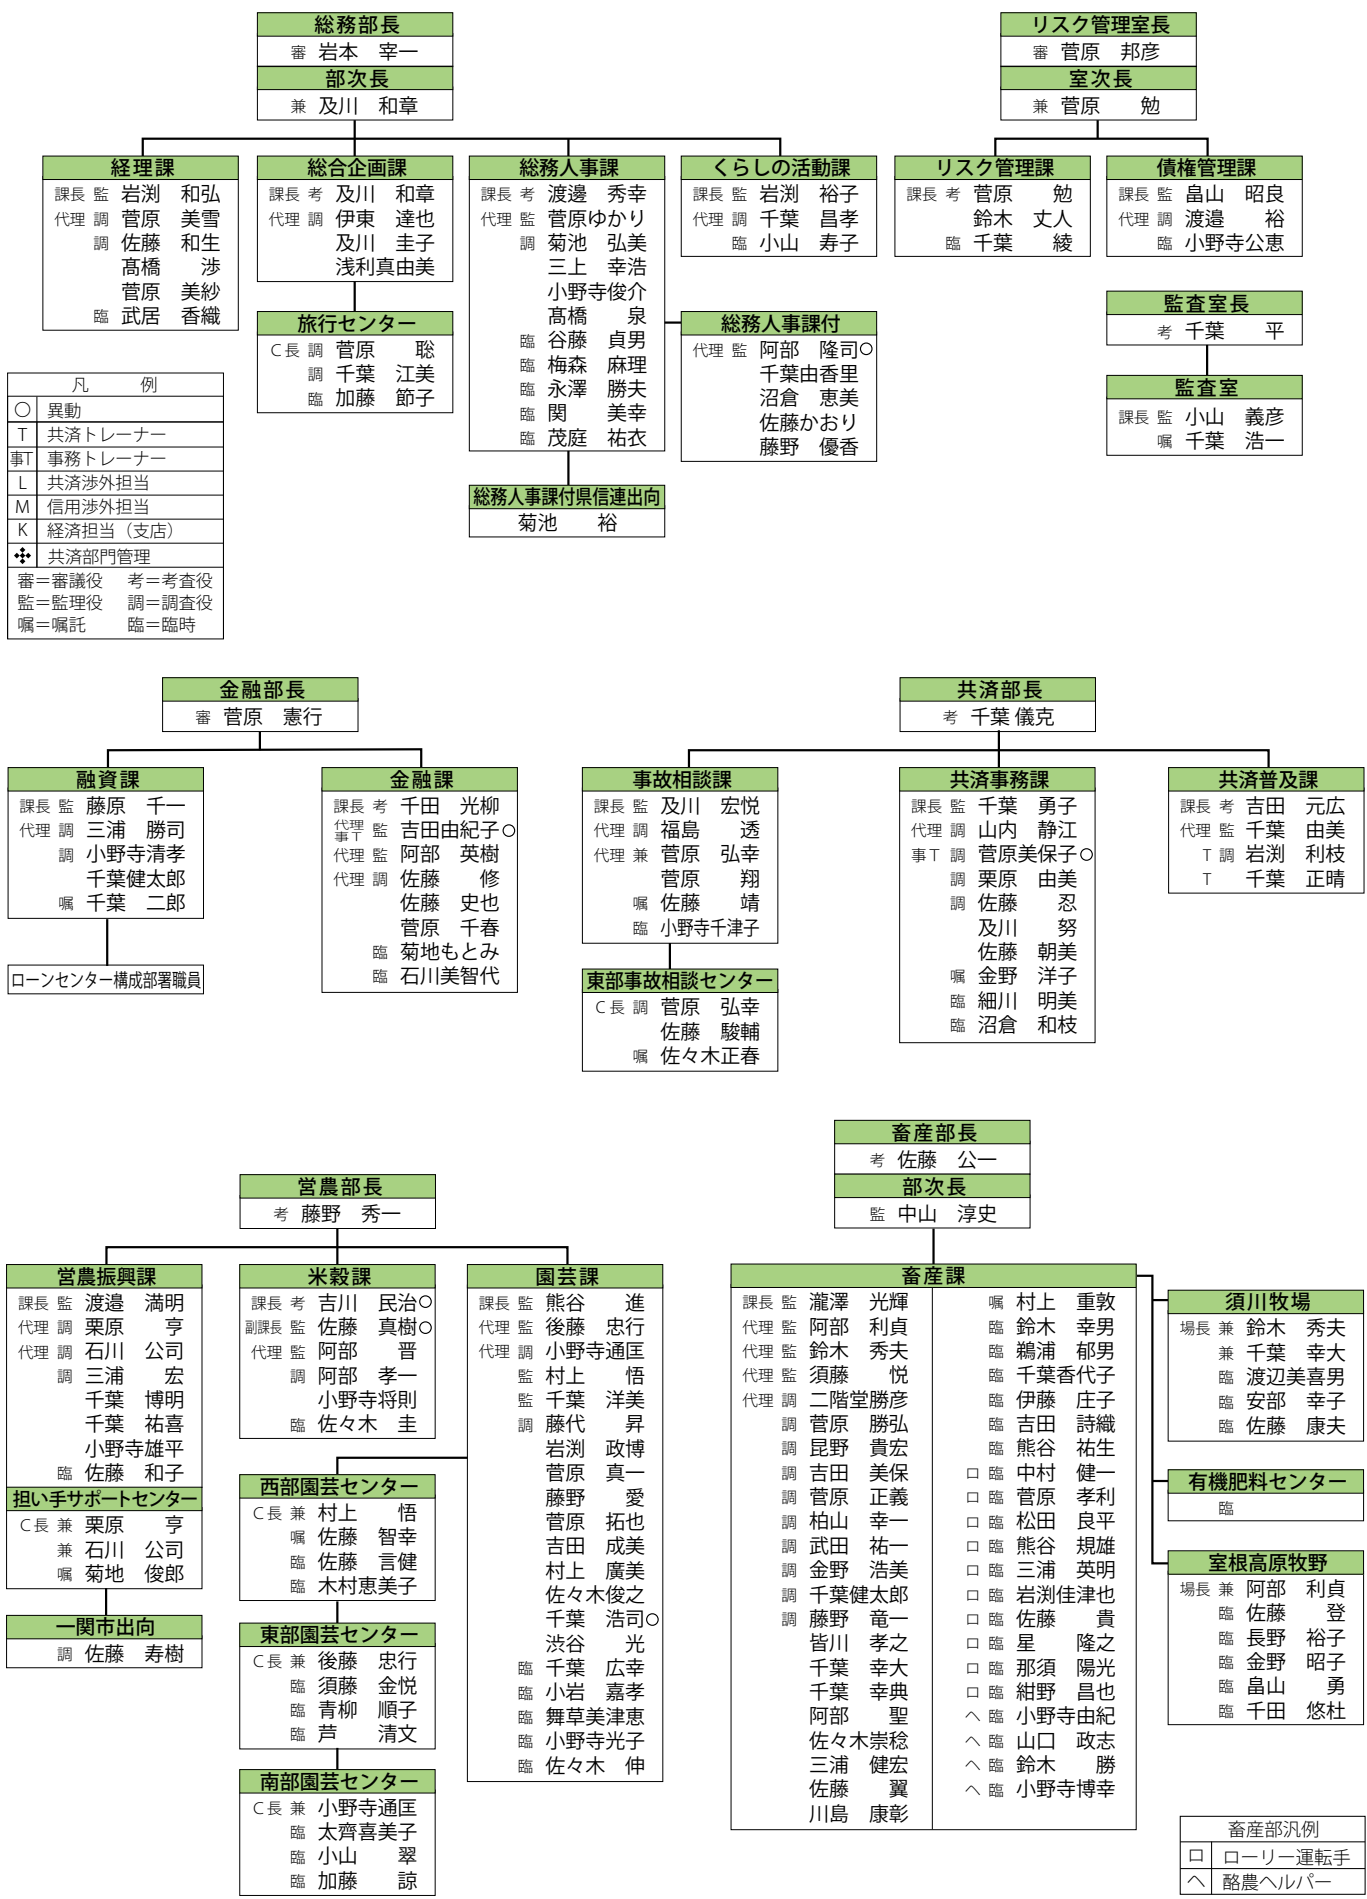 総務部長
審 岩本　宰一
部次長
兼 及川　和章
経理課
課長 監 岩渕　和弘
代理 調 菅原　美雪
調 佐藤　和生
髙橋　　渉
菅原　美紗
臨 武居　香織
総合企画課
課長 考 及川　和章
代理 調 伊東　達也
及川　圭子
浅利真由美
旅行センター
C長 調 菅原　　聡
調 千葉　江美
臨 加藤　節子
総務人事課
課長 考 渡邊　秀幸
代理 監 菅原ゆかり
調 菊池　弘美
三上　幸浩
小野寺俊介
髙橋　　泉
臨 谷藤　貞男
臨 梅森　麻理
臨 永澤　勝夫
臨 関　　美幸
臨 茂庭　祐衣
総務人事課付県信連出向
菊池　　裕
くらしの活動課
課長 監 岩渕　裕子
代理 調 千葉　昌孝
臨 小山　寿子
総務人事課付
代理 監 阿部　隆司○
千葉由香里
沼倉　恵美
佐藤かおり
藤野　優香
リスク管理室長
審 菅原　邦彦
室次長
兼 菅原　　勉
リスク管理課
課長 考 菅原　　勉
鈴木　丈人
臨 千葉　綾
債権管理課
課長 監 畠山　昭良
代理 調 渡邉　　裕
臨 小野寺公恵
監査室長
考 千葉　　平
監査室
課長 監 小山　義彦
嘱 千葉　浩一
凡　例
○ 異動
T 共済トレーナー
事T 事務トレーナー
L 共済渉外担当
M 信用渉外担当
K 経済担当（支店）
共済部門管理
審＝審議役　考＝考査役
監＝監理役　調＝調査役
嘱＝嘱託　臨＝臨時
金融部長
審 菅原　憲行
融資課
課長 監 藤原　千一
代理 調 三浦　勝司
調 小野寺清孝
千葉健太郎
嘱 千葉　二郎
ローンセンター構成部署職員
金融課
課長 考 千田　光柳
代理事T 監 吉田由紀子○
代理 監 阿部　英樹
代理 調 佐藤　　修
佐藤　史也
菅原　千春
臨 菊地もとみ
臨 石川美智代
共済部長
考 千葉 儀克
事故相談課
課長 監 及川　宏悦
代理 調 福島　　透
代理 兼 菅原　弘幸
菅原　　翔
嘱 佐藤　　靖
臨 小野寺千津子
東部事故相談センター
C長 調 菅原　弘幸
佐藤　駿輔
嘱 佐々木正春
共済事務課
課長 監 千葉　勇子
代理 調 山内　静江
事T 調 菅原美保子○
調 栗原　由美
調 佐藤　　忍
及川　　努
佐藤　朝美
嘱 金野　洋子
臨 細川　明美
臨 沼倉　和枝
共済普及課
課長 考 吉田　元広
代理 監 千葉　由美
T 調 岩渕　利枝
T 千葉　正晴
営農部長
考 藤野　秀一
営農振興課
課長 監 渡邉　満明
代理 調 栗原　　亨
代理 調 石川　公司
調 三浦　　宏
千葉　博明
千葉　祐喜
小野寺雄平
臨 佐藤　和子
担い手サポートセンター
C長 兼 栗原　　亨
兼 石川　公司
嘱 菊地　俊郎
一関市出向
調 佐藤　寿樹
米穀課
課長 考 吉川　民治○
副課長 監 佐藤　真樹○
代理 監 阿部　　晋
調 阿部　孝一
小野寺将則
臨 佐々木　圭
西部園芸センター
C長 兼 村上　　悟
嘱 佐藤　智幸
臨 佐藤　言健
臨 木村恵美子
東部園芸センター
C長 兼 後藤　忠行
臨 須藤　金悦
臨 青柳　順子
臨 芦　　清文
南部園芸センター
C長 兼 小野寺通匡
臨 太齊喜美子
臨 小山　　翠
臨 加藤　　諒
園芸課
課長 監 熊谷　　進
代理 監 後藤　忠行
代理 調 小野寺通匡
監 村上　　悟
監 千葉　洋美
調 藤代　　昇
岩渕　政博
菅原　真一
藤野　　愛
菅原　拓也
吉田　成美
村上　廣美
佐々木俊之
千葉　浩司○
渋谷　　光
臨 千葉　広幸
臨 小岩　嘉孝
臨 舞草美津恵
臨 小野寺光子
臨 佐々木　伸
畜産部長
考 佐藤　公一
部次長
監 中山　淳史
畜産課
課長 監 瀧澤　光輝
代理 監 阿部　利貞
代理 監 鈴木　秀夫
代理 監 須藤　　悦
代理 調 二階堂勝彦
調 菅原　勝弘
調 昆野　貴宏
調 吉田　美保
調 菅原　正義
調 柏山　幸一
調 武田　祐一
調 金野　浩美
調 千葉健太郎
調 藤野　竜一
皆川　孝之
千葉　幸大
千葉　幸典
阿部　　聖
佐々木崇稔
三浦　健宏
佐藤　　翼
川島　康彰
嘱 村上　重敦
臨 鈴木　幸男
臨 鵜浦　郁男
臨 千葉香代子
臨 伊藤　庄子
臨 吉田　詩織
臨 熊谷　祐生
ロ 臨 中村　健一
ロ 臨 菅原　孝利
ロ 臨 松田　良平
ロ 臨 熊谷　規雄
ロ 臨 三浦　英明
ロ 臨 岩渕佳津也
ロ 臨 佐藤　　貴
ロ 臨 星　　隆之
ロ 臨 那須　陽光
ロ 臨 紺野　昌也
ヘ 臨 小野寺由紀
ヘ 臨 山口　政志
ヘ 臨 鈴木　　勝
ヘ 臨 小野寺博幸
須川牧場
場長 兼 鈴木　秀夫
兼 千葉　幸大
臨 渡辺美喜男
臨 安部　幸子
臨 佐藤　康夫
有機肥料センター
臨
室根高原牧野
場長 兼 阿部　利貞
臨 佐藤　　登
臨 長野　裕子
臨 金野　昭子
臨 畠山　　勇
臨 千田　悠杜
畜産部汎例
ロ ローリー運転手
ヘ 酪農ヘルパー